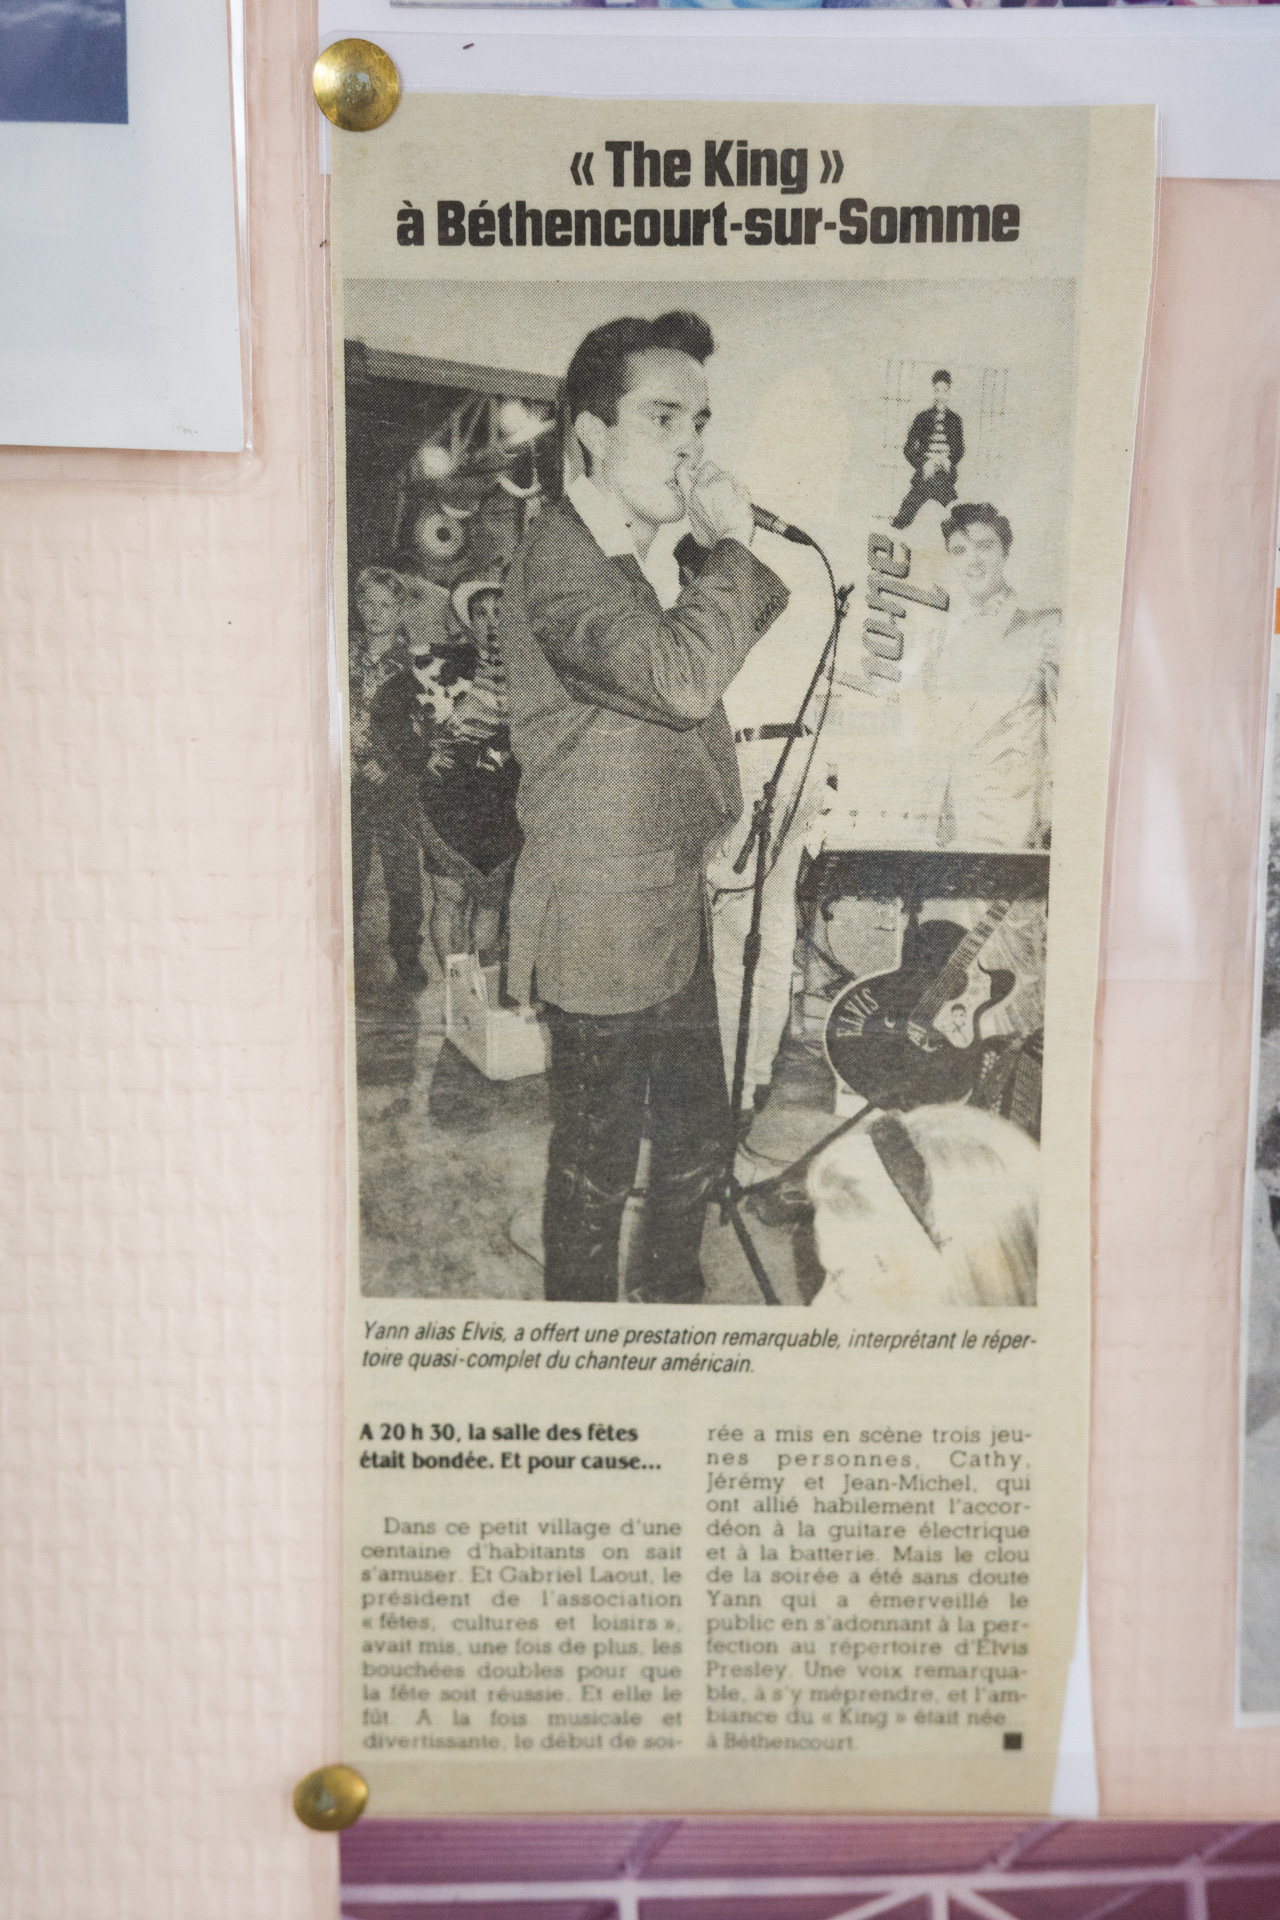 « The King »
à Béthencourt-sur-Somme
ELVIS
Yann alias Elvis, a offert une prestation remarquable, interprétant le réper-
toire quasi-complet du chanteur américain.
A 20 h 30, la salle des fêtes
était bondée. Et pour cause...
Dans ce petit village d'une
centaine d'habitants on sait
s'amuser. Et Gabriel Laout, le
président de l'association
« fêtes, cultures et loisirs »,
avait mis, une fois de plus, les
bouchées doubles pour que
la fête soit réussie. Et elle le
fût. A la fois musicale et
divertissante, le début de soi-
rée a mis en scène trois jeu-
nes personnes, Cathy,
Jérémy et Jean-Michel, qui
ont allié habilement l'accor-
déon à la guitare électrique
et à la batterie. Mais le clou
de la soirée a été sans doute
Yann qui a émerveillé le
public en s'adonnant à la per-
fection au répertoire d'Elvis
Presley. Une voix remarqua-
ble, à s'y méprendre, et l'am-
biance du « King » était née
à Béthencourt.